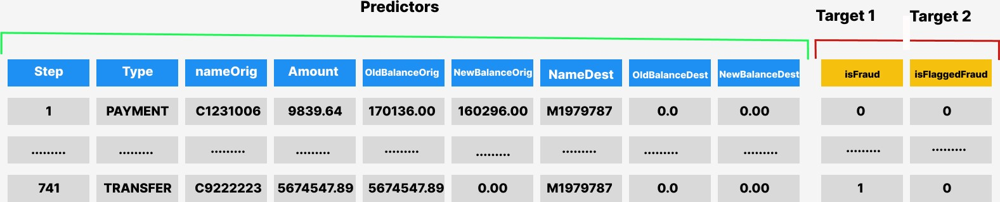 Predictors
Target 1 Target 2
Step Type nameOrig Amount OldBalanceOrig NewBalanceOrig NameDest OldBalanceDest NewBalanceDest isFraud isFlaggedFraud
1 PAYMENT C1231006 9839.64 170136.00 160296.00 M1979787 0.0 0.00 0 0
......... ......... ......... ......... ......... ......... ......... ......... ......... ......... .........
741 TRANSFER C9222223 5674547.89 5674547.89 0.00 M1979787 0.0 0.00 1 0